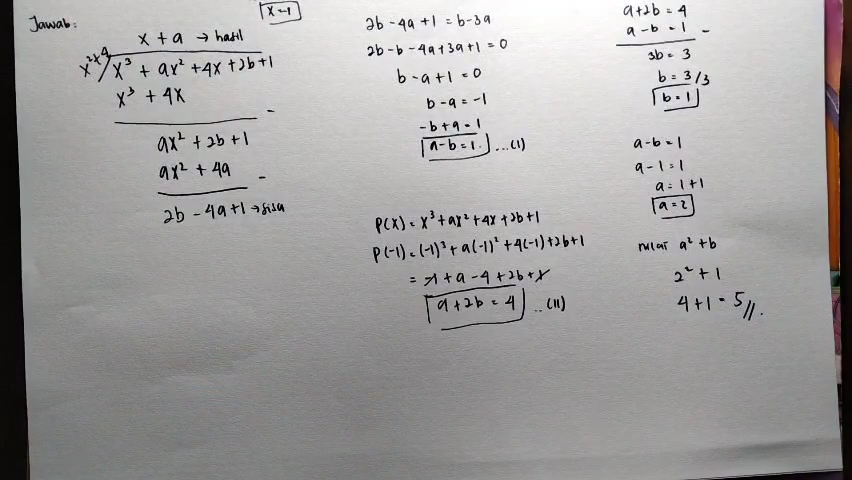 Jawab:
x=-1
x + a → hasil
x²+4 / x³ + ax² + 4x + 2b + 1
x³ + 4x
-
ax² + 2b + 1
ax² + 4a
-
2b - 4a + 1 → sisa
2b - 4a + 1 = b - 3a
2b - b - 4a + 3a + 1 = 0
b - a + 1 = 0
b - a = -1
-b + a = 1
a - b = 1. ...(I)
P(x) = x³ + ax² + 4x + 2b + 1
P(-1) = (-1)³ + a(-1)² + 4(-1) + 2b + 1
= -1 + a - 4 + 2b + 1
a + 2b = 4 ..(II)
a + 2b = 4
a - b = 1 -
3b = 3
b = 3/3
b = 1
a - b = 1
a - 1 = 1
a = 1 + 1
a = 2
nilai a² + b
2² + 1
4 + 1 = 5//.